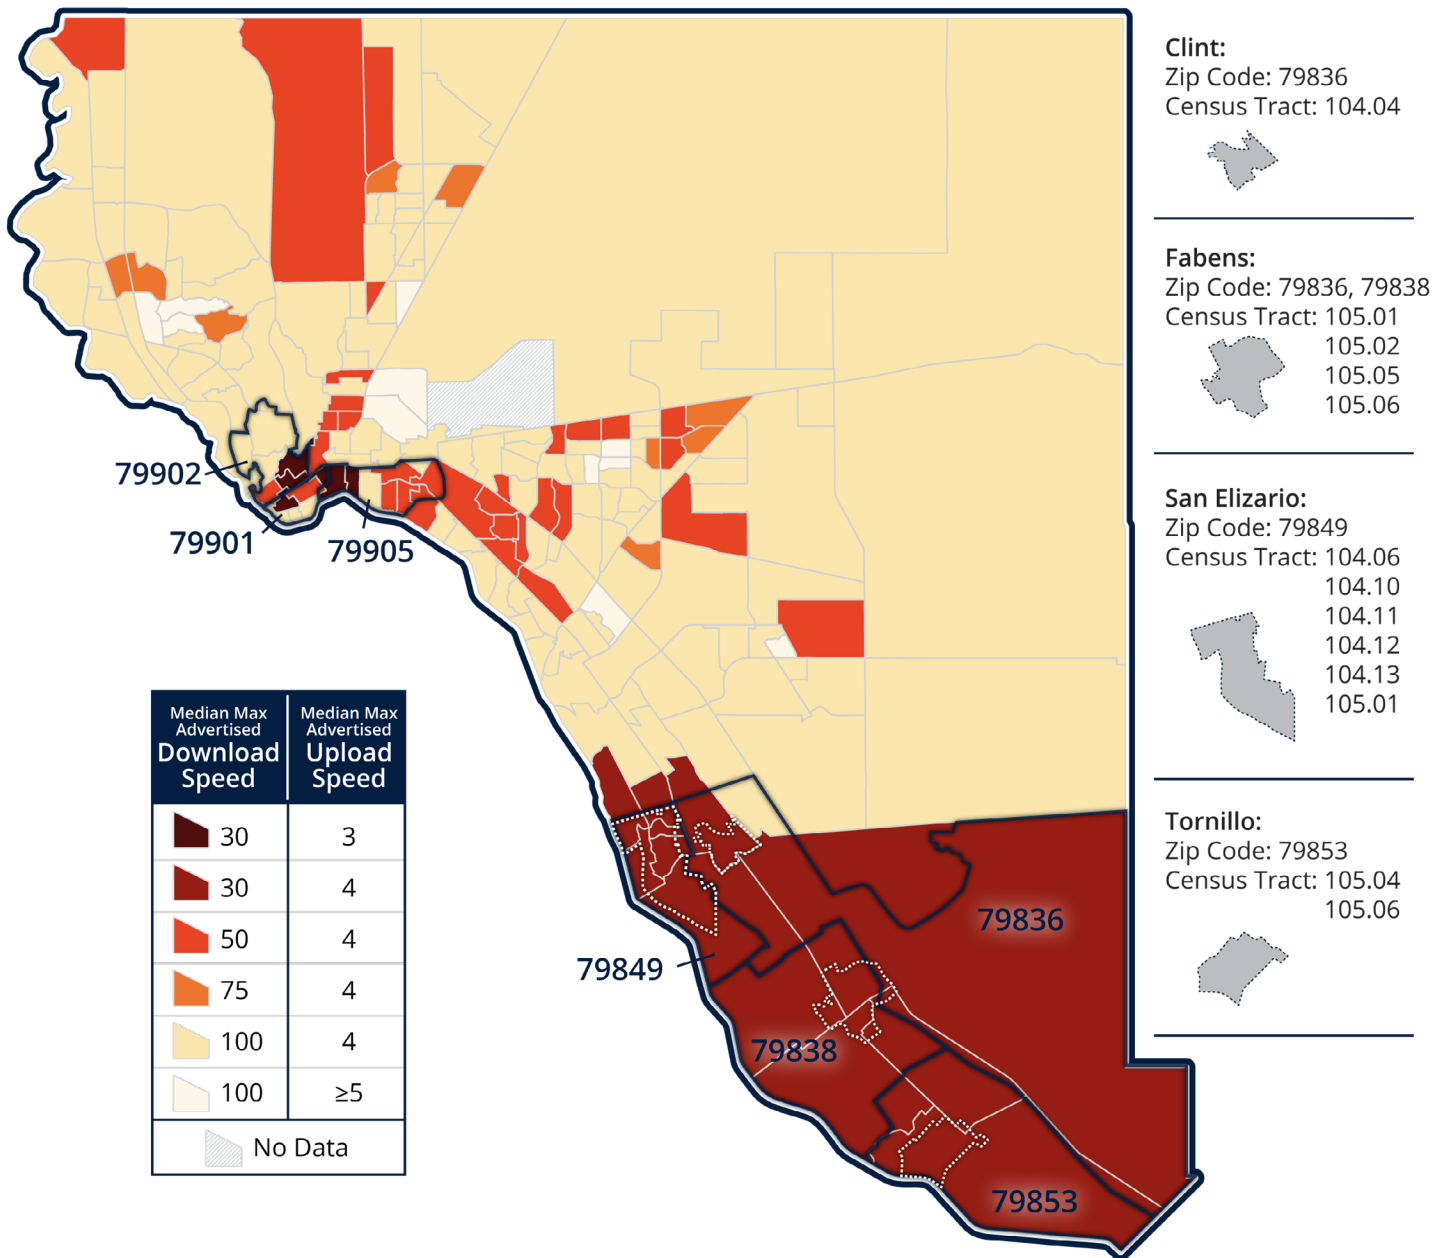 Clint:
Zip Code: 79836
Census Tract: 104.04
Fabens:
Zip Code: 79836, 79838
Census Tract: 105.01
105.02
105.05
105.06
San Elizario:
Zip Code: 79849
Census Tract: 104.06
104.10
104.11
104.12
104.13
105.01
Tornillo:
Zip Code: 79853
Census Tract: 105.04
105.06
79902
79901
79905
79836
79849
79838
79853
Median Max Advertised Download Speed
Median Max Advertised Upload Speed
30 3
30 4
50 4
75 4
100 4
100 ≥5
No Data